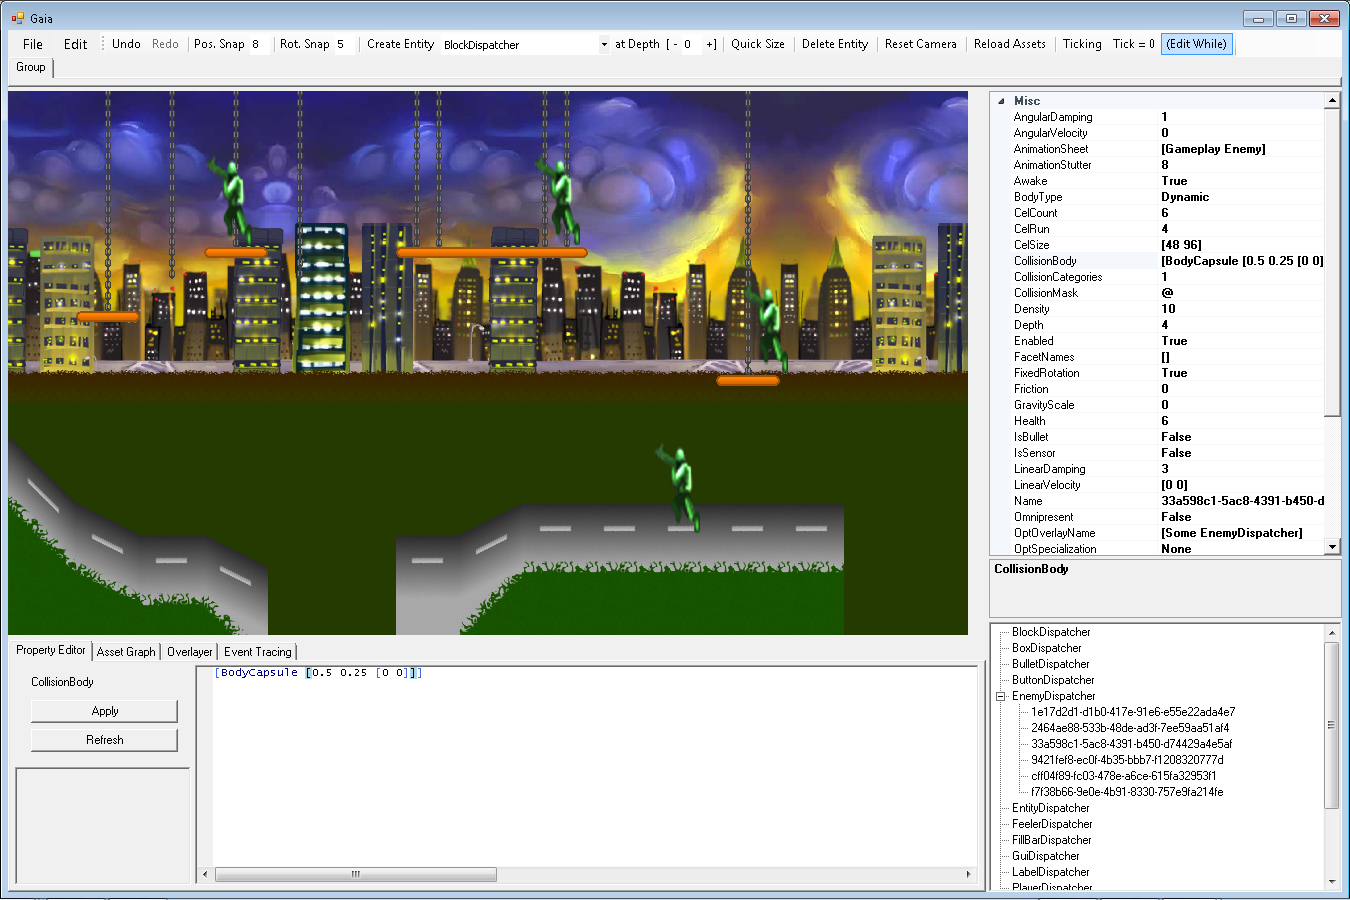 Gaia
File Edit Undo Redo Pos. Snap 8 Rot. Snap 5 Create Entity BlockDispatcher at Depth [ - 0 +] Quick Size Delete Entity Reset Camera Reload Assets Ticking Tick = 0 (Edit While)
Group
Misc
AngularDamping 1
AngularVelocity 0
AnimationSheet [Gameplay Enemy]
AnimationStutter 8
Awake True
BodyType Dynamic
CelCount 6
CelRun 4
CelSize [48 96]
CollisionBody [BodyCapsule [0.5 0.25 [0 0]
CollisionCategories 1
CollisionMask @
Density 10
Depth 4
Enabled True
FacetNames []
FixedRotation True
Friction 0
GravityScale 0
Health 6
IsBullet False
IsSensor False
LinearDamping 3
LinearVelocity [0 0]
Name 33a598c1-5ac8-4391-b450-d
Omnipresent False
OptOverlayName [Some EnemyDispatcher]
OptSpecialization None
CollisionBody
Property Editor Asset Graph Overlayer Event Tracing
CollisionBody
Apply
Refresh
[BodyCapsule [0.5 0.25 [0 0]]]
BlockDispatcher
BoxDispatcher
BulletDispatcher
ButtonDispatcher
EnemyDispatcher
1e17d2d1-d1b0-417e-91e6-e55e22ada4e7
2464ae88-533b-48de-ad3f-7ee59aa51af4
33a598c1-5ac8-4391-b450-d74429a4e5af
9421fef8-ec0f-4b35-bbb7-f1208320777d
cff04f89-fc03-478e-a6ce-615fa32953f1
f7f38b66-9e0e-4b91-8330-757e9fa214fe
EntityDispatcher
FeelerDispatcher
FillBarDispatcher
GuiDispatcher
LabelDispatcher
PlayerDispatcher